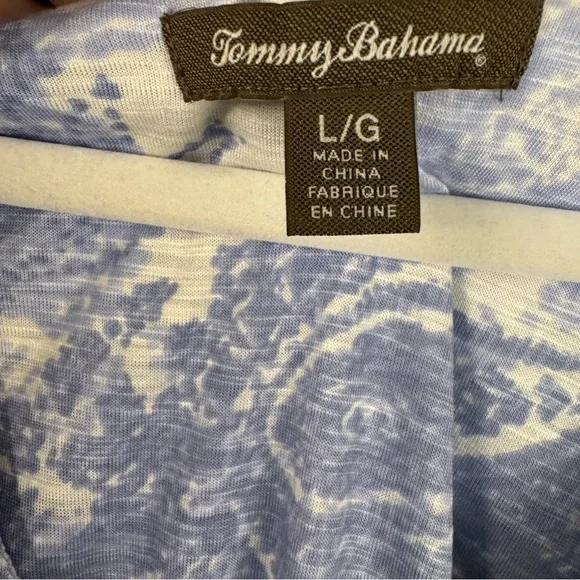 Tommy Bahama®
L/G
MADE IN
CHINA
FABRIQUE
EN CHINE